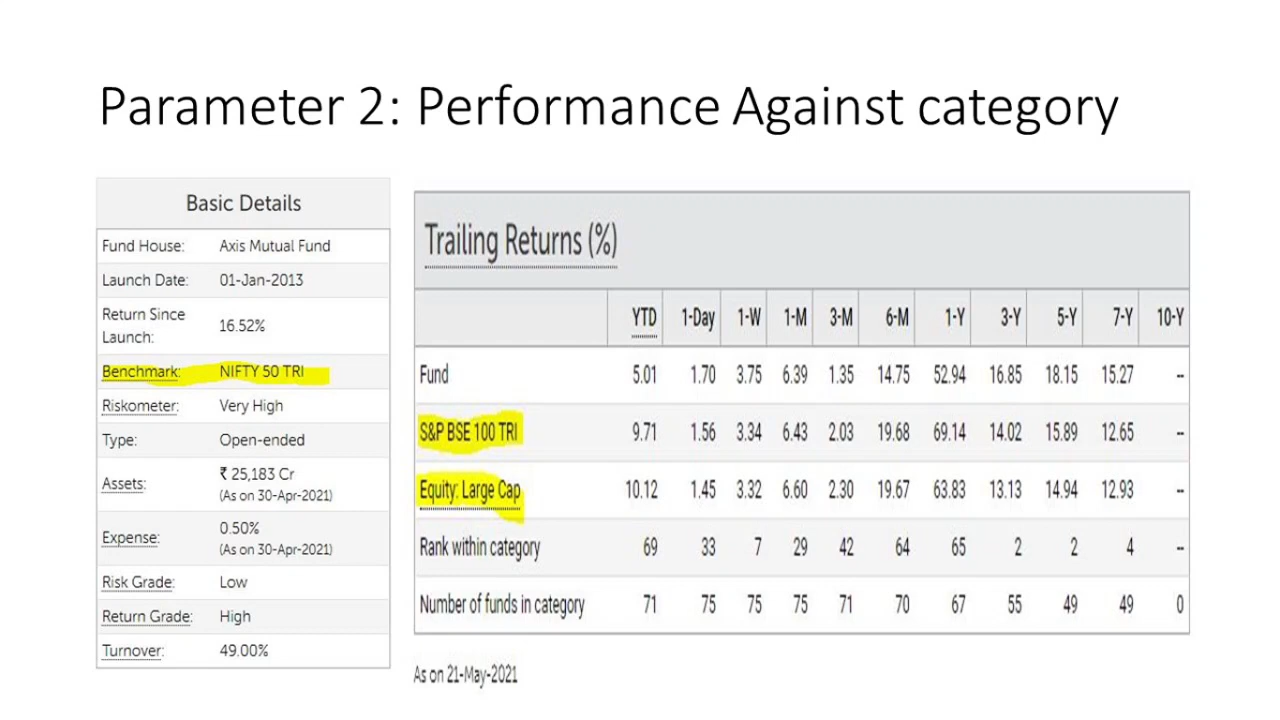 Parameter 2: Performance Against category
Basic Details
Fund House: Axis Mutual Fund
Launch Date: 01-Jan-2013
Return Since
Launch: 16.52%
Benchmark: NIFTY 50 TRI
Riskometer: Very High
Type: Open-ended
Assets: ₹ 25,183 Cr
(As on 30-Apr-2021)
Expense: 0.50%
(As on 30-Apr-2021)
Risk Grade: Low
Return Grade: High
Turnover: 49.00%
Trailing Returns (%)
YTD 1-Day 1-W 1-M 3-M 6-M 1-Y 3-Y 5-Y 7-Y 10-Y
Fund 5.01 1.70 3.75 6.39 1.35 14.75 52.94 16.85 18.15 15.27 --
S&P BSE 100 TRI 9.71 1.56 3.34 6.43 2.03 19.68 69.14 14.02 15.89 12.65 --
Equity: Large Cap 10.12 1.45 3.32 6.60 2.30 19.67 63.83 13.13 14.94 12.93 --
Rank within category 69 33 7 29 42 64 65 2 2 4 --
Number of funds in category 71 75 75 75 71 70 67 55 49 49 0
As on 21-May-2021